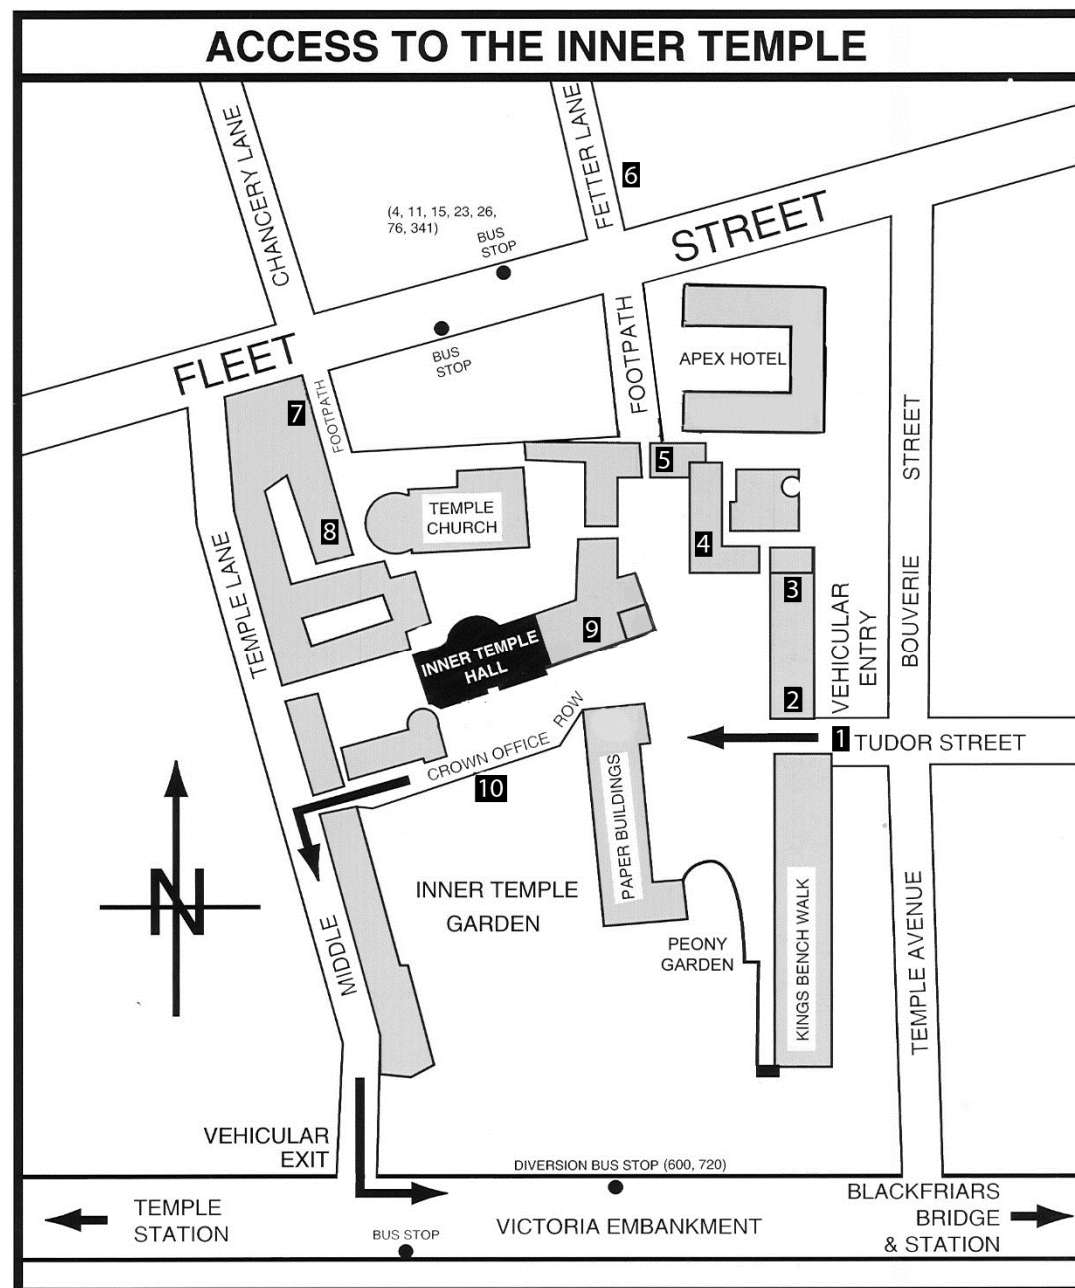 ACCESS TO THE INNER TEMPLE
CHANCERY LANE
FETTER LANE
6
(4, 11, 15, 23, 26,
76, 341)
BUS
STOP
FLEET
STREET
BUS
STOP
FOOTPATH
FOOTPATH
APEX HOTEL
7
5
8
TEMPLE
CHURCH
4
3
2
9
INNER TEMPLE
HALL
TEMPLE LANE
VEHICULAR
ENTRY
BOUVERIE STREET
1
TUDOR STREET
CROWN OFFICE ROW
10
PAPER BUILDINGS
N
INNER TEMPLE
GARDEN
PEONY
GARDEN
KINGS BENCH WALK
TEMPLE AVENUE
MIDDLE
VEHICULAR
EXIT
DIVERSION BUS STOP (600, 720)
TEMPLE
STATION
BUS STOP
VICTORIA EMBANKMENT
BLACKFRIARS
BRIDGE
& STATION